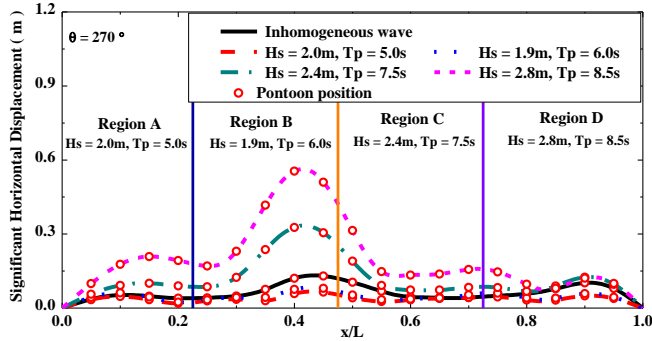 1.2
0.9
0.6
0.3
0.0
Significant Horizontal Displacement ( m )
θ = 270 °
Inhomogeneous wave
Hs = 2.0m, Tp = 5.0s
Hs = 1.9m, Tp = 6.0s
Hs = 2.4m, Tp = 7.5s
Hs = 2.8m, Tp = 8.5s
Pontoon position
Region A
Hs = 2.0m, Tp = 5.0s
Region B
Hs = 1.9m, Tp = 6.0s
Region C
Hs = 2.4m, Tp = 7.5s
Region D
Hs = 2.8m, Tp = 8.5s
0.0 0.2 0.4 0.6 0.8 1.0
x/L